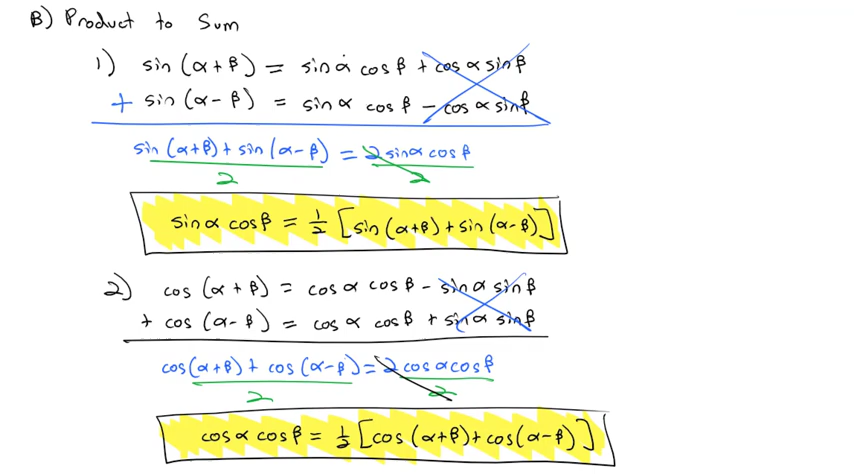 B) Product to Sum
1) sin (α+β) = sin α cos β + cos α sin β
+ sin (α-β) = sin α cos β - cos α sin β
sin (α+β) + sin (α-β) = 2 sin α cos β
2 2
sin α cos β = 1/2 [sin (α+β) + sin (α-β)]
2) cos (α+β) = cos α cos β - sin α sin β
+ cos (α-β) = cos α cos β + sin α sin β
cos (α+β) + cos (α-β) = 2 cos α cos β
2 2
cos α cos β = 1/2 [cos (α+β) + cos (α-β)]